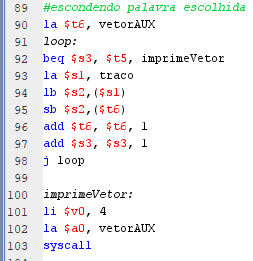 89 #escondendo palavra escolhida
90 la $t6, vetorAUX
91 loop:
92 beq $s3, $t5, imprimeVetor
93 la $s1, traco
94 lb $s2,($s1)
95 sb $s2,($t6)
96 add $t6, $t6, 1
97 add $s3, $s3, 1
98 j loop
99
100 imprimeVetor:
101 li $v0, 4
102 la $a0, vetorAUX
103 syscall